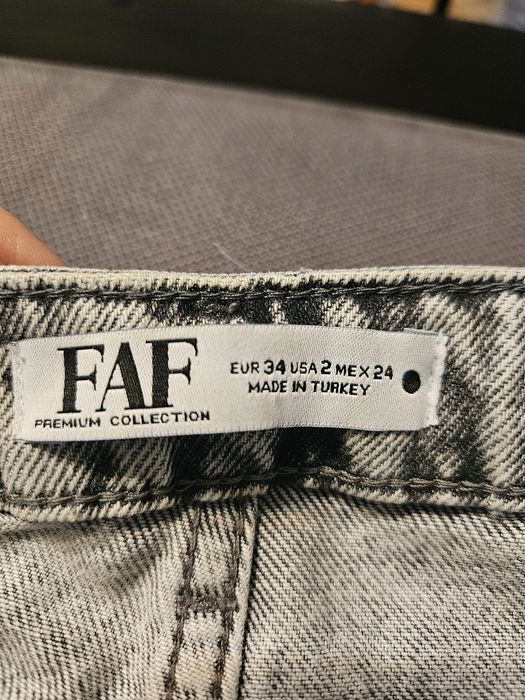 FAF
PREMIUM COLLECTION
EUR 34 USA 2 MEX 24
MADE IN TURKEY